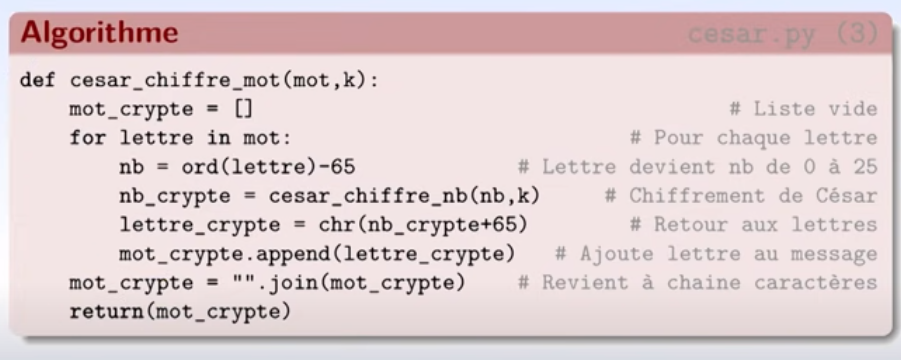 Algorithme cesar.py (3)
def cesar_chiffre_mot(mot,k):
    mot_crypte = [] # Liste vide
    for lettre in mot: # Pour chaque lettre
        nb = ord(lettre)-65 # Lettre devient nb de 0 à 25
        nb_crypte = cesar_chiffre_nb(nb,k) # Chiffrement de César
        lettre_crypte = chr(nb_crypte+65) # Retour aux lettres
        mot_crypte.append(lettre_crypte) # Ajoute lettre au message
    mot_crypte = "".join(mot_crypte) # Revient à chaine caractères
    return(mot_crypte)